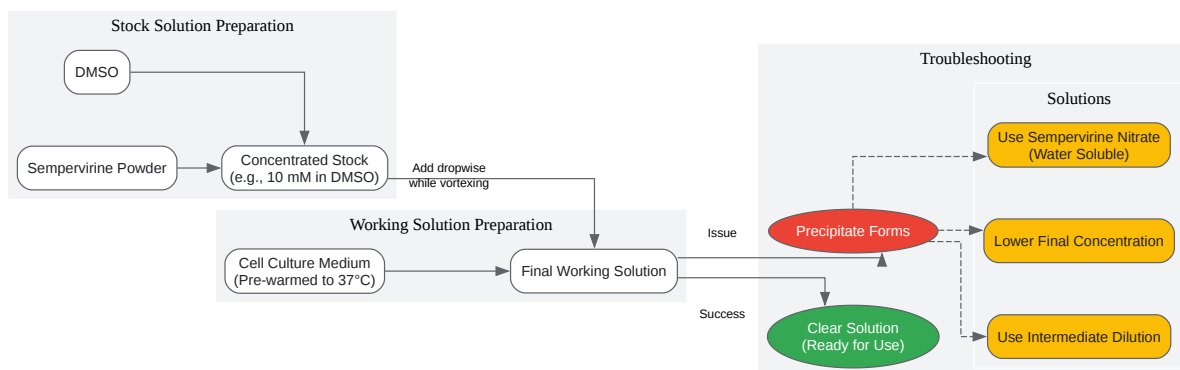 Stock Solution Preparation
DMSO
Sempervirine Powder
Concentrated Stock
(e.g., 10 mM in DMSO)
Add dropwise
while vortexing
Working Solution Preparation
Cell Culture Medium
(Pre-warmed to 37°C)
Final Working Solution
Issue
Success
Troubleshooting
Precipitate Forms
Clear Solution
(Ready for Use)
Solutions
Use Sempervirine Nitrate
(Water Soluble)
Lower Final Concentration
Use Intermediate Dilution